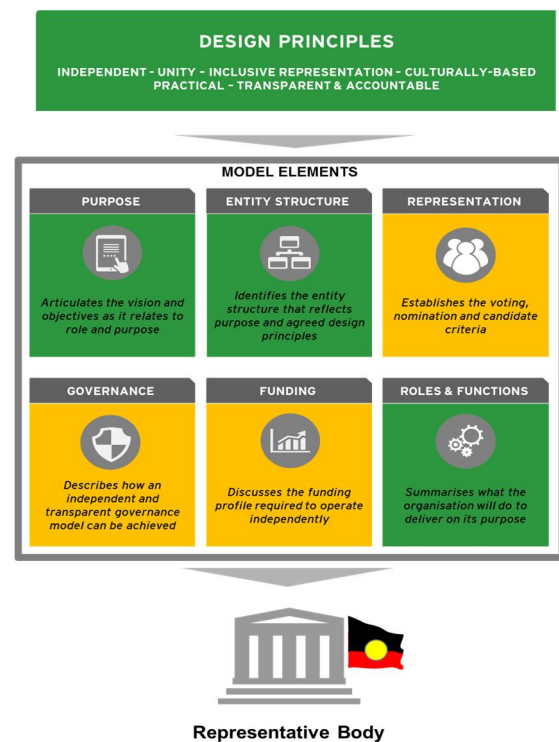 DESIGN PRINCIPLES
INDEPENDENT - UNITY – INCLUSIVE REPRESENTATION – CULTURALLY-BASED
PRACTICAL – TRANSPARENT & ACCOUNTABLE
MODEL ELEMENTS
PURPOSE
Articulates the vision and
objectives as it relates to
role and purpose
ENTITY STRUCTURE
Identifies the entity
structure that reflects
purpose and agreed design
principles
REPRESENTATION
Establishes the voting,
nomination and candidate
criteria
GOVERNANCE
Describes how an
independent and
transparent governance
model can be achieved
FUNDING
Discusses the funding
profile required to operate
independently
ROLES & FUNCTIONS
Summarises what the
organisation will do to
deliver on its purpose
Representative Body